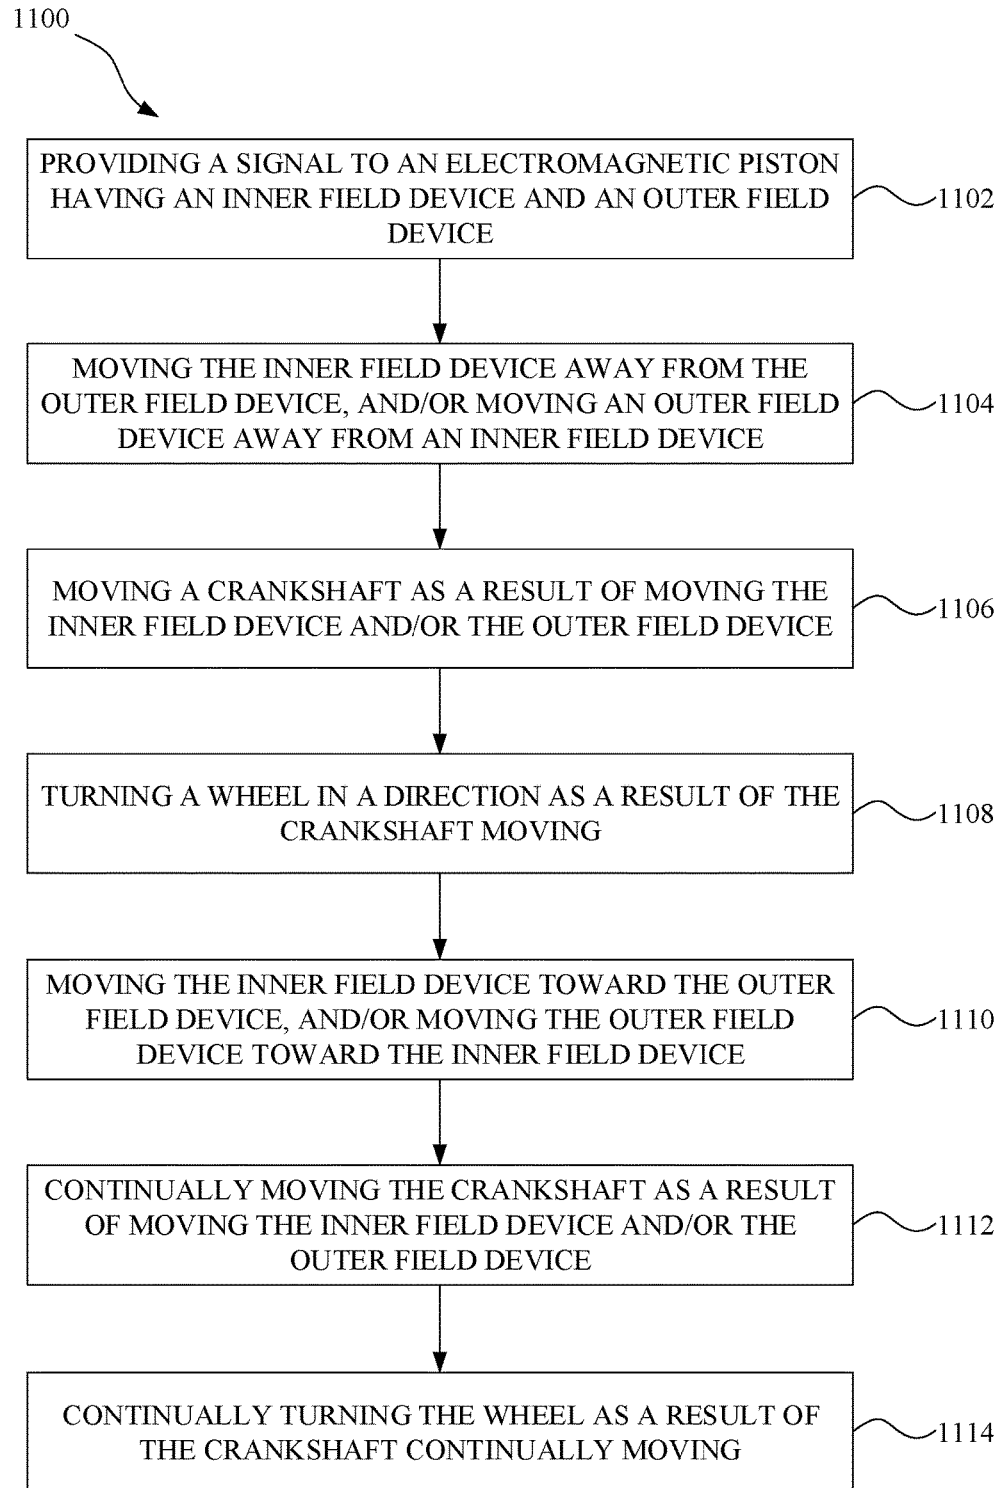 1100
PROVIDING A SIGNAL TO AN ELECTROMAGNETIC PISTON
HAVING AN INNER FIELD DEVICE AND AN OUTER FIELD
DEVICE
1102
MOVING THE INNER FIELD DEVICE AWAY FROM THE
OUTER FIELD DEVICE, AND/OR MOVING AN OUTER FIELD
DEVICE AWAY FROM AN INNER FIELD DEVICE
1104
MOVING A CRANKSHAFT AS A RESULT OF MOVING THE
INNER FIELD DEVICE AND/OR THE OUTER FIELD DEVICE
1106
TURNING A WHEEL IN A DIRECTION AS A RESULT OF THE
CRANKSHAFT MOVING
1108
MOVING THE INNER FIELD DEVICE TOWARD THE OUTER
FIELD DEVICE, AND/OR MOVING THE OUTER FIELD
DEVICE TOWARD THE INNER FIELD DEVICE
1110
CONTINUALLY MOVING THE CRANKSHAFT AS A RESULT
OF MOVING THE INNER FIELD DEVICE AND/OR THE
OUTER FIELD DEVICE
1112
CONTINUALLY TURNING THE WHEEL AS A RESULT OF
THE CRANKSHAFT CONTINUALLY MOVING
1114